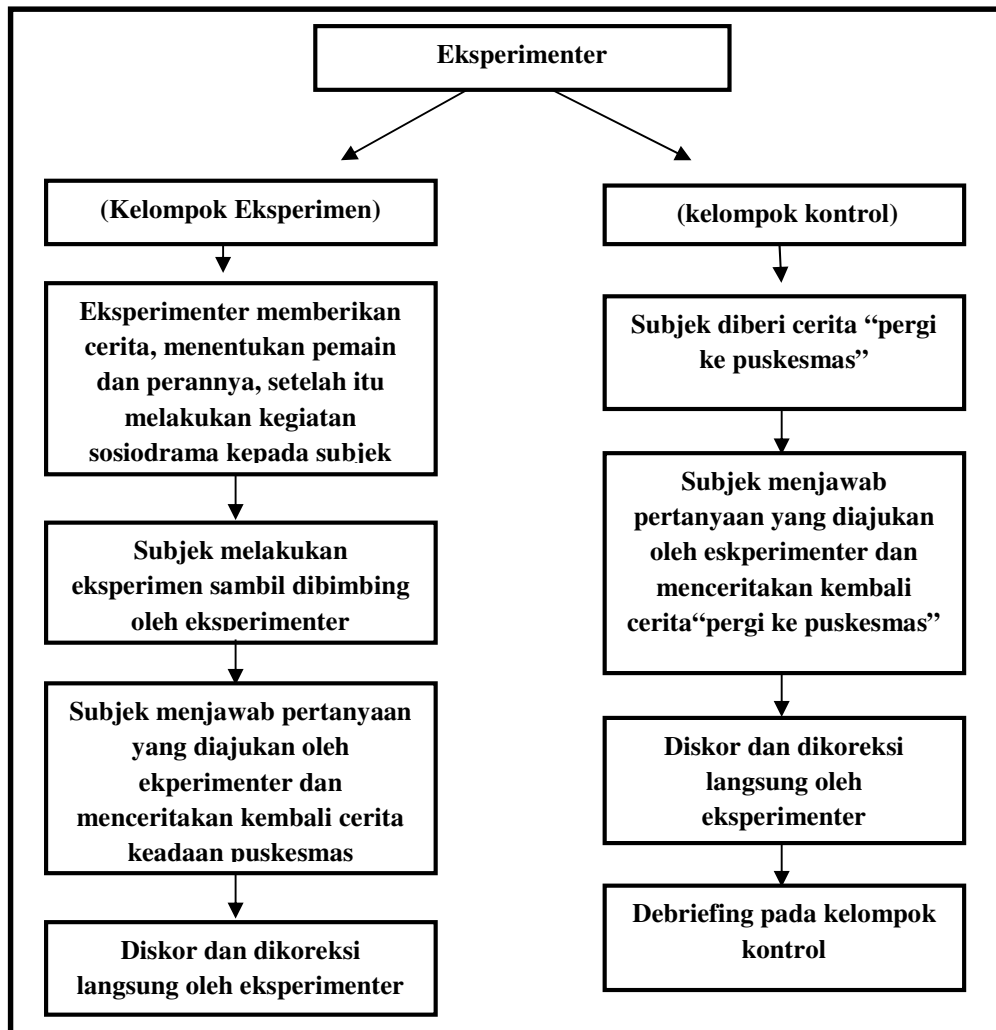 Eksperimenter
(Kelompok Eksperimen)
Eksperimenter memberikan
cerita, menentukan pemain
dan perannya, setelah itu
melakukan kegiatan
sosiodrama kepada subjek
Subjek melakukan
eksperimen sambil dibimbing
oleh eksperimenter
Subjek menjawab pertanyaan
yang diajukan oleh
ekperimenter dan
menceritakan kembali cerita
keadaan puskesmas
Diskor dan dikoreksi
langsung oleh eksperimenter
(kelompok kontrol)
Subjek diberi cerita “pergi
ke puskesmas”
Subjek menjawab
pertanyaan yang diajukan
oleh eskperimenter dan
menceritakan kembali
cerita“pergi ke puskesmas”
Diskor dan dikoreksi
langsung oleh
eksperimenter
Debriefing pada kelompok
kontrol